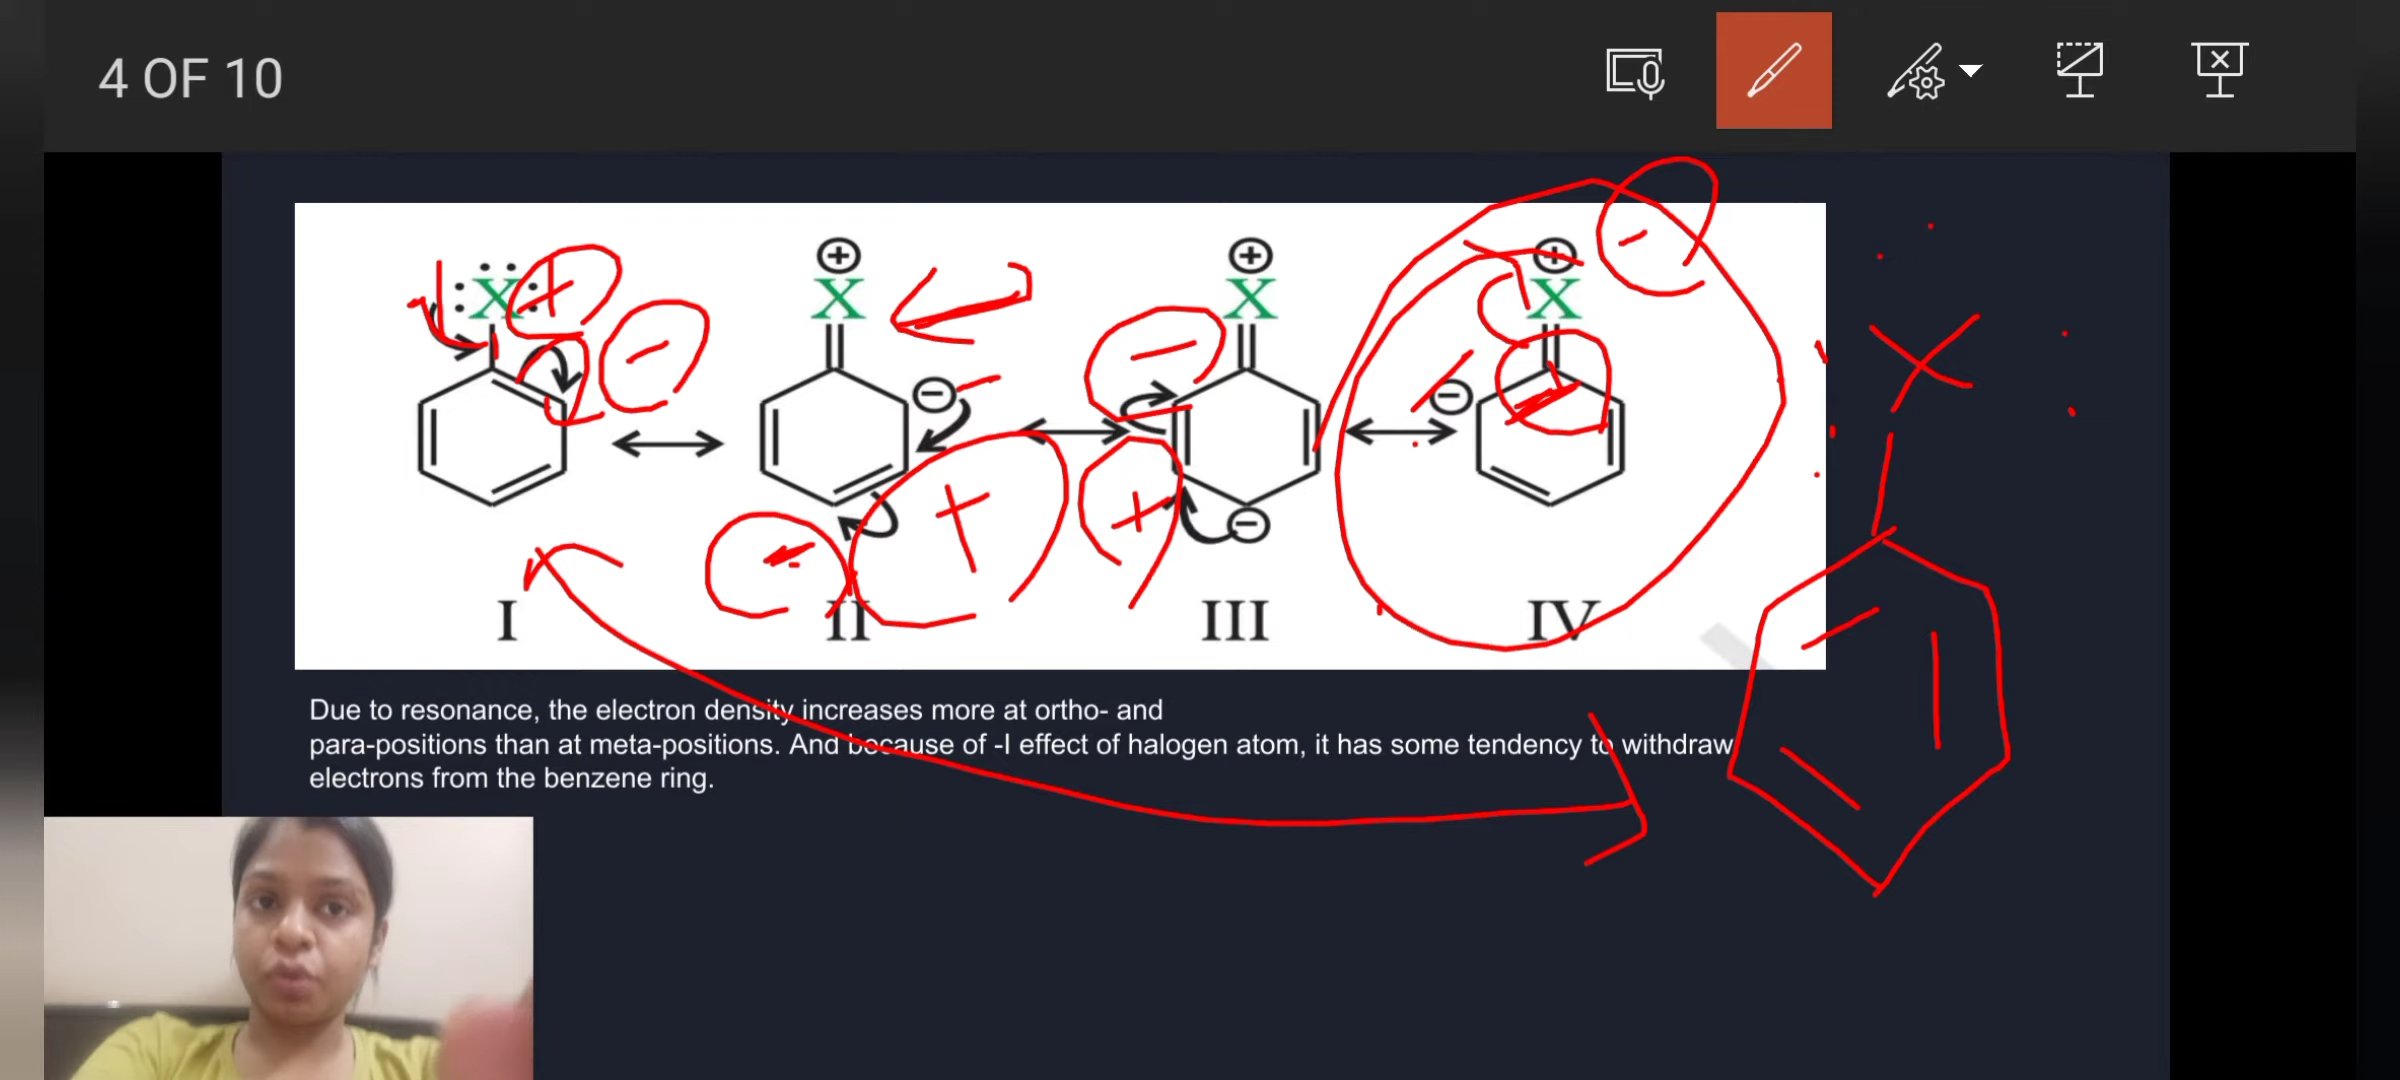 4 OF 10
⊕ ⊕ ⊕
X X X X
+ - -
- - ⊖ ⊖
- + + ⊖
I II III IV
X
Due to resonance, the electron density increases more at ortho- and
para-positions than at meta-positions. And because of -I effect of halogen atom, it has some tendency to withdraw
electrons from the benzene ring.